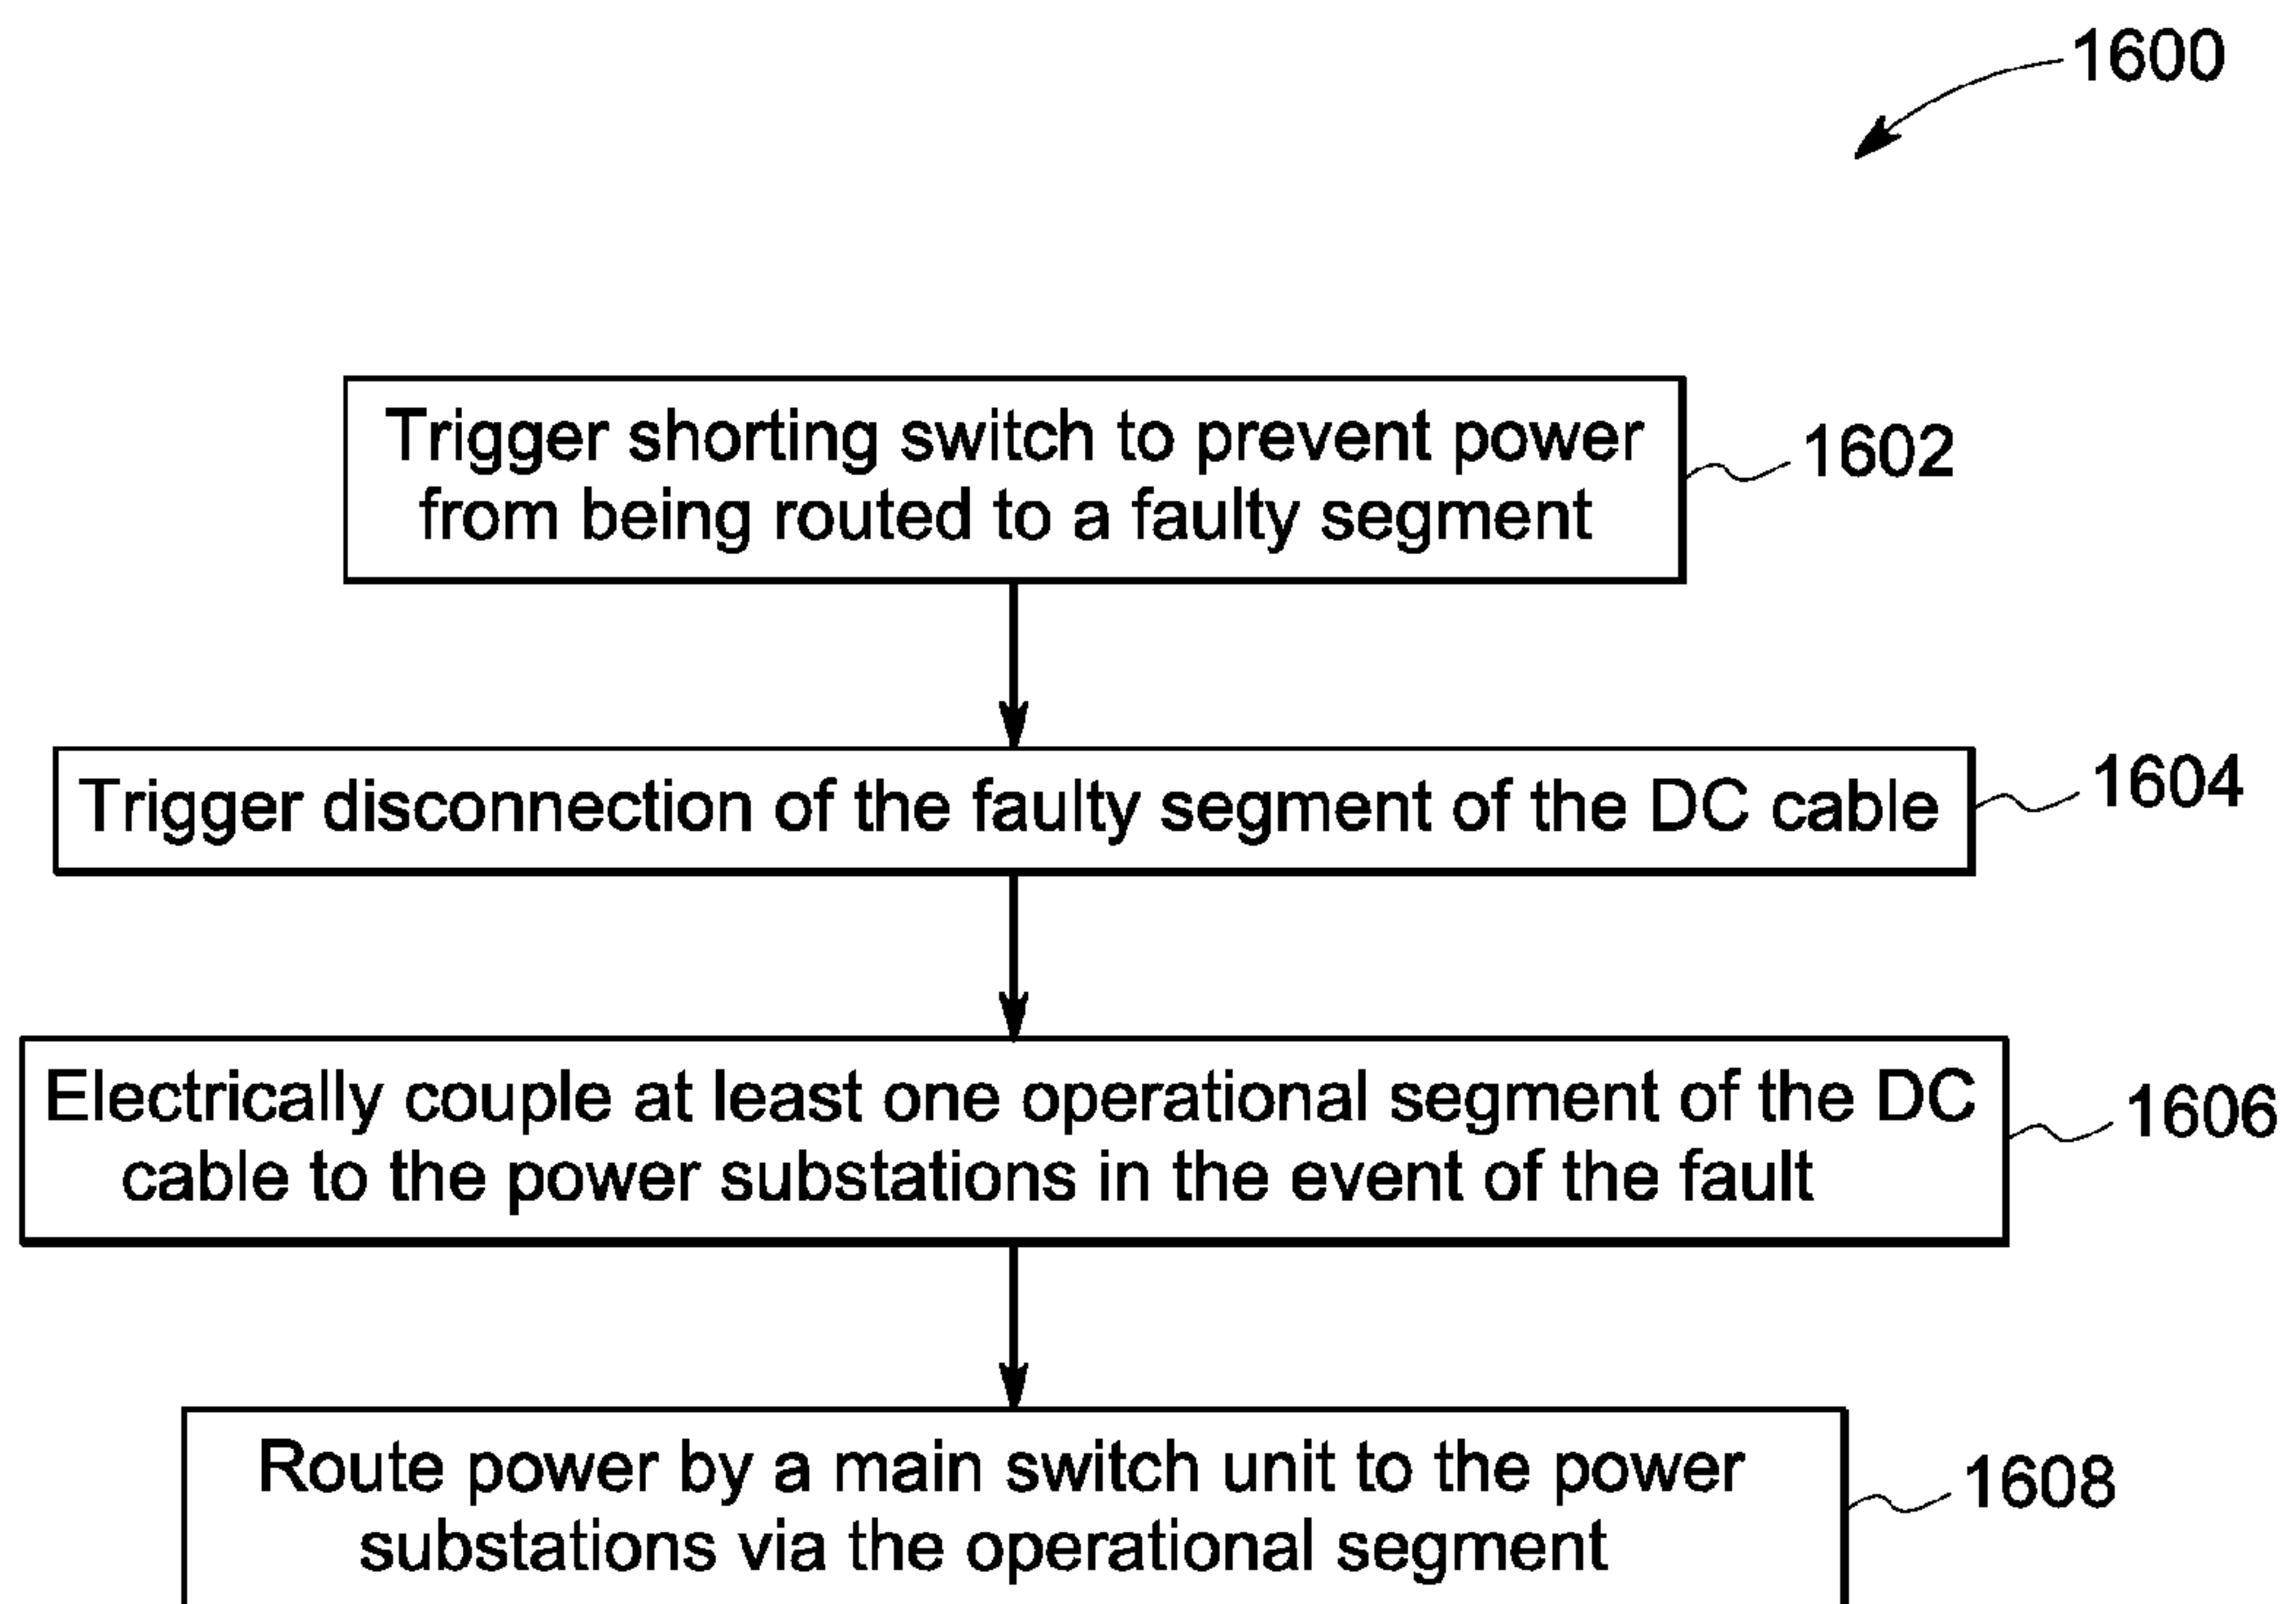 1600
Trigger shorting switch to prevent power
from being routed to a faulty segment
1602
Trigger disconnection of the faulty segment of the DC cable
1604
Electrically couple at least one operational segment of the DC
cable to the power substations in the event of the fault
1606
Route power by a main switch unit to the power
substations via the operational segment
1608